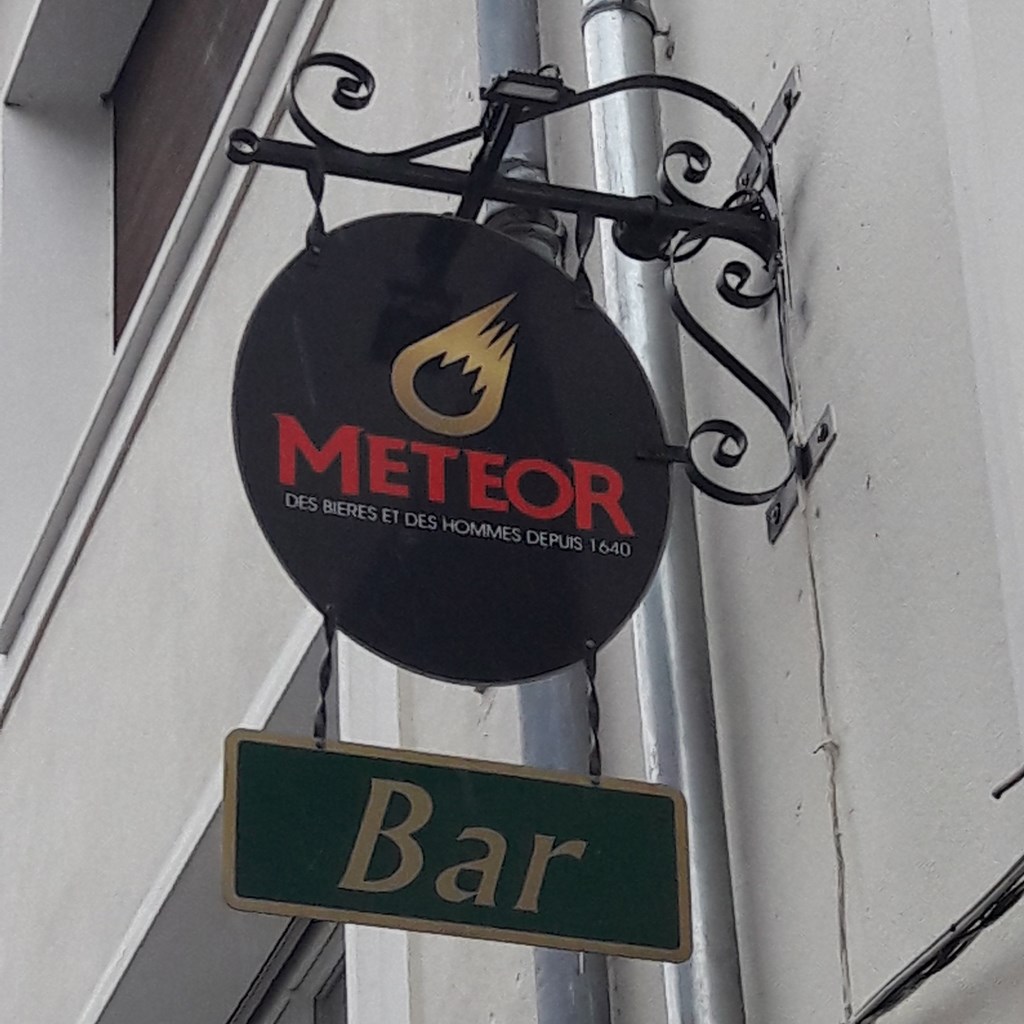 METEOR
DES BIERES ET DES HOMMES DEPUIS 1640
Bar